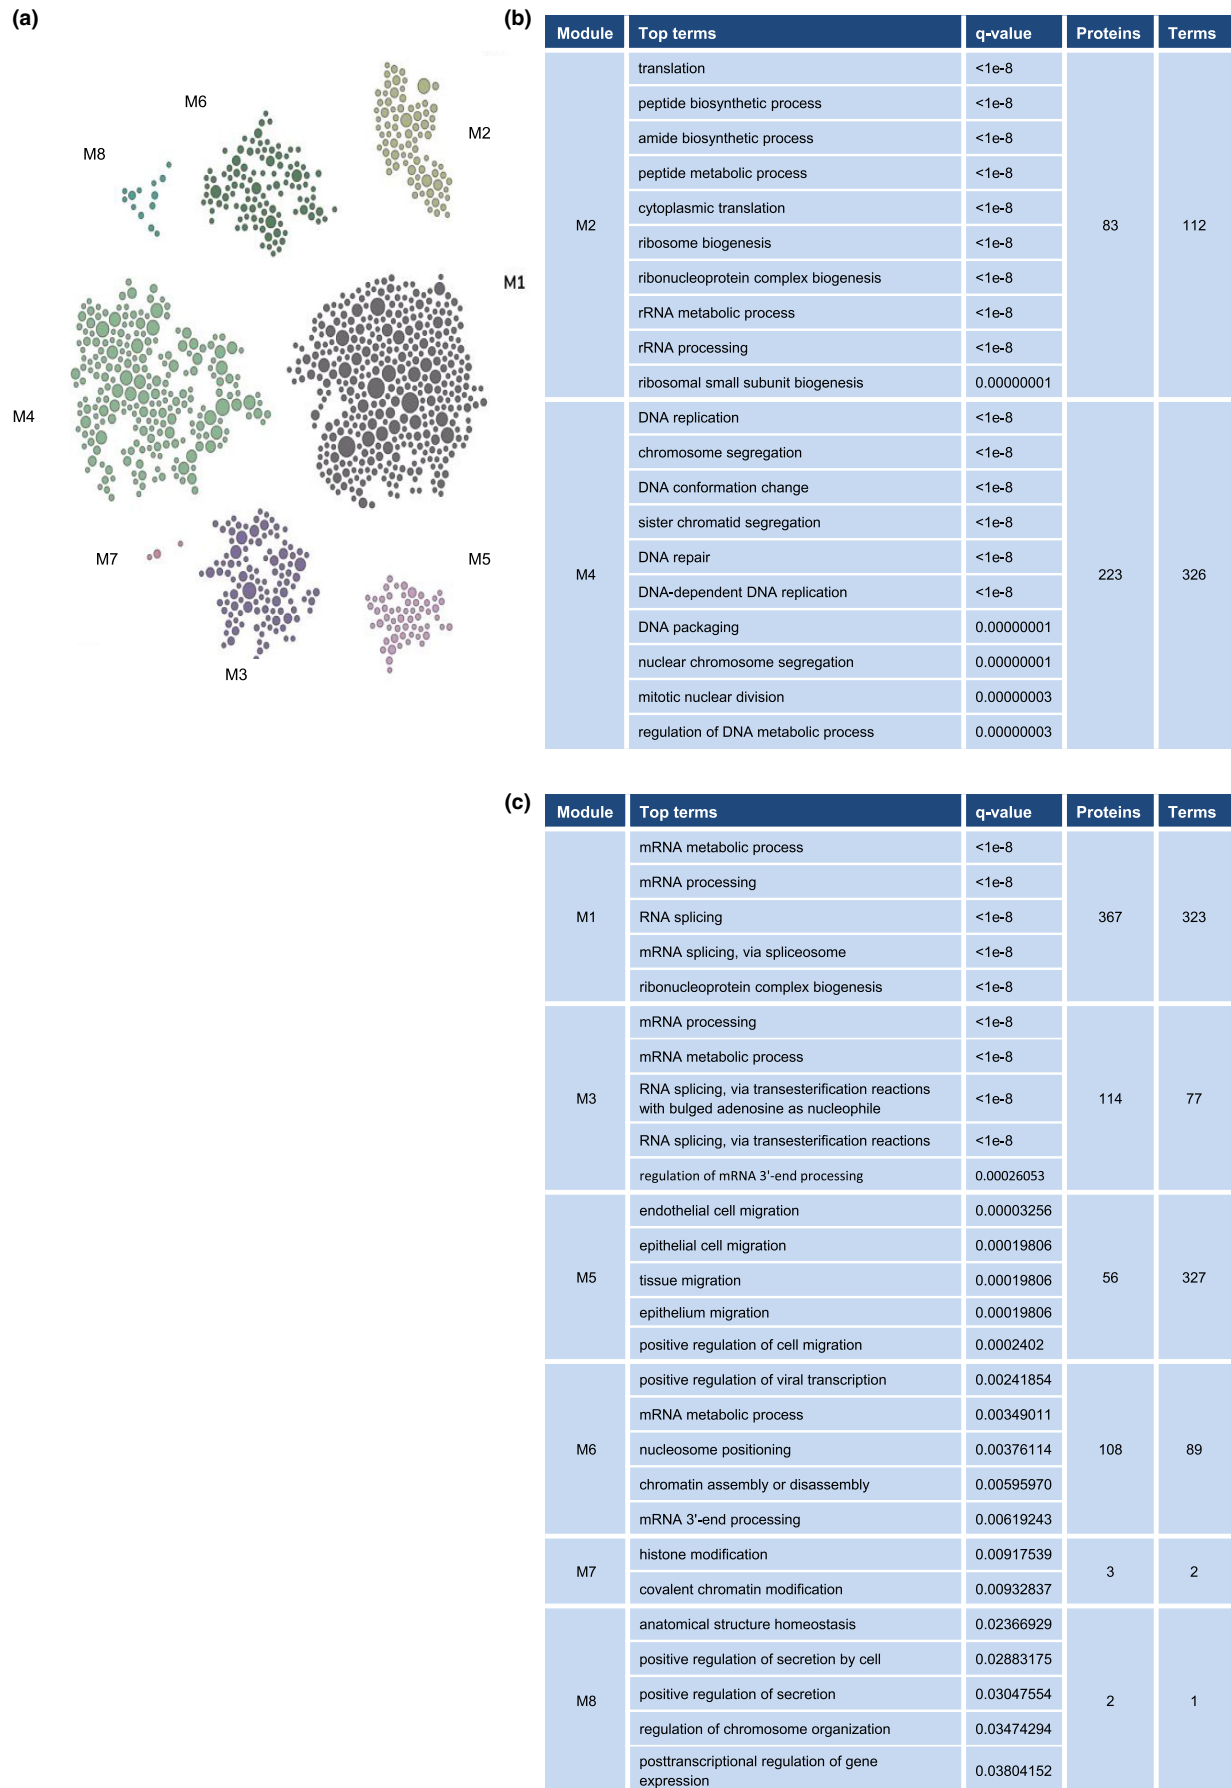 (a)
M6
M2
M8
M1
M4
M7
M5
M3
(b)
Module Top terms q-value Proteins Terms
M2 83 112
translation <1e-8
peptide biosynthetic process <1e-8
amide biosynthetic process <1e-8
peptide metabolic process <1e-8
cytoplasmic translation <1e-8
ribosome biogenesis <1e-8
ribonucleoprotein complex biogenesis <1e-8
rRNA metabolic process <1e-8
rRNA processing <1e-8
ribosomal small subunit biogenesis 0.00000001
M4 223 326
DNA replication <1e-8
chromosome segregation <1e-8
DNA conformation change <1e-8
sister chromatid segregation <1e-8
DNA repair <1e-8
DNA-dependent DNA replication <1e-8
DNA packaging 0.00000001
nuclear chromosome segregation 0.00000001
mitotic nuclear division 0.00000003
regulation of DNA metabolic process 0.00000003
(c)
Module Top terms q-value Proteins Terms
M1 367 323
mRNA metabolic process <1e-8
mRNA processing <1e-8
RNA splicing <1e-8
mRNA splicing, via spliceosome <1e-8
ribonucleoprotein complex biogenesis <1e-8
M3 114 77
mRNA processing <1e-8
mRNA metabolic process <1e-8
RNA splicing, via transesterification reactions
with bulged adenosine as nucleophile <1e-8
RNA splicing, via transesterification reactions <1e-8
regulation of mRNA 3'-end processing 0.00026053
M5 56 327
endothelial cell migration 0.00003256
epithelial cell migration 0.00019806
tissue migration 0.00019806
epithelium migration 0.00019806
positive regulation of cell migration 0.0002402
M6 108 89
positive regulation of viral transcription 0.00241854
mRNA metabolic process 0.00349011
nucleosome positioning 0.00376114
chromatin assembly or disassembly 0.00595970
mRNA 3'-end processing 0.00619243
M7 3 2
histone modification 0.00917539
covalent chromatin modification 0.00932837
M8 2 1
anatomical structure homeostasis 0.02366929
positive regulation of secretion by cell 0.02883175
positive regulation of secretion 0.03047554
regulation of chromosome organization 0.03474294
posttranscriptional regulation of gene
expression 0.03804152